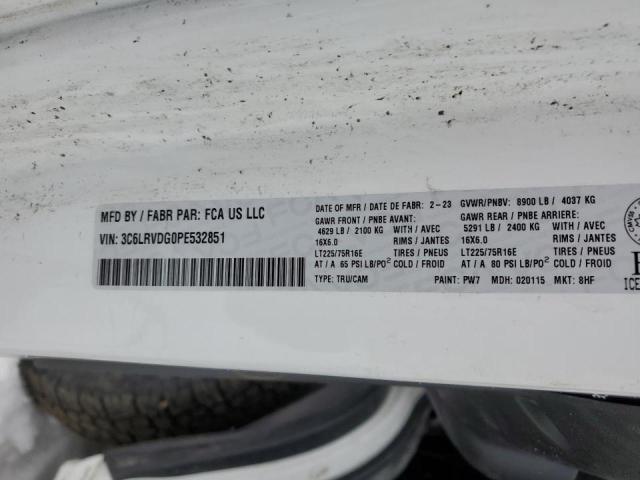 MFD BY / FABR PAR: FCA US LLC
VIN: 3C6LRVDG0PE532851
DATE OF MFR / DATE DE FABR: 2-23 GVWR/PNBV: 8900 LB / 4037 KG
GAWR FRONT / PNBE AVANT: GAWR REAR / PNBE ARRIERE:
4629 LB / 2100 KG WITH / AVEC 5291 LB / 2400 KG WITH / AVEC
16X6.0 RIMS / JANTES 16X6.0 RIMS / JANTES
LT225/75R16E TIRES / PNEUS LT225/75R16E TIRES / PNEUS
AT / A 65 PSI LB/PO² COLD / FROID AT / A 80 PSI LB/PO² COLD / FROID
TYPE: TRU/CAM PAINT: PW7 MDH: 020115 MKT: 8HF
ICE